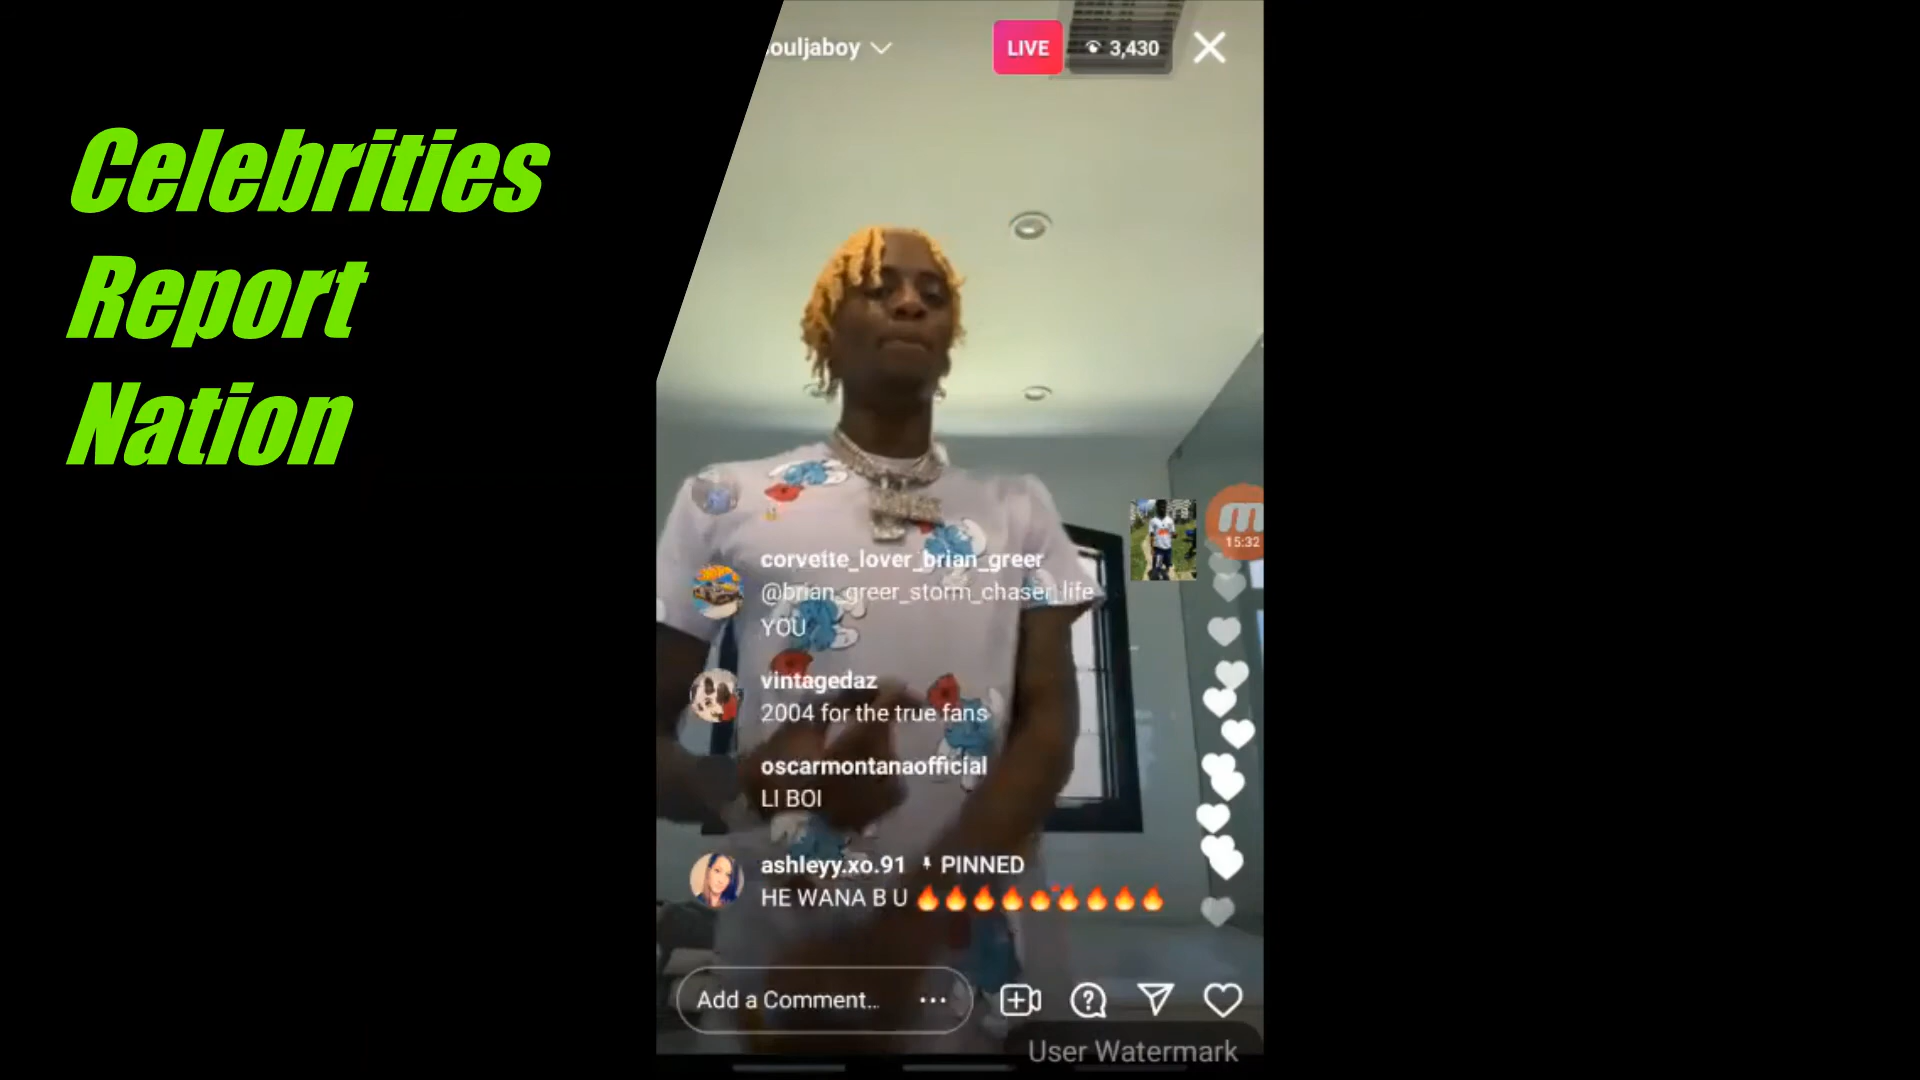 Celebrities
Report
Nation
ouljaboy
LIVE
3,430
15:32
corvette_lover_brian_greer
@brian_greer_storm_chaser_life
YOU
vintagedaz
2004 for the true fans
oscarmontanaofficial
LI BOI
ashleyy.xo.91 PINNED
HE WANA B U 🔥🔥🔥🔥🔥🔥🔥🔥🔥
Add a Comment...
User Watermark